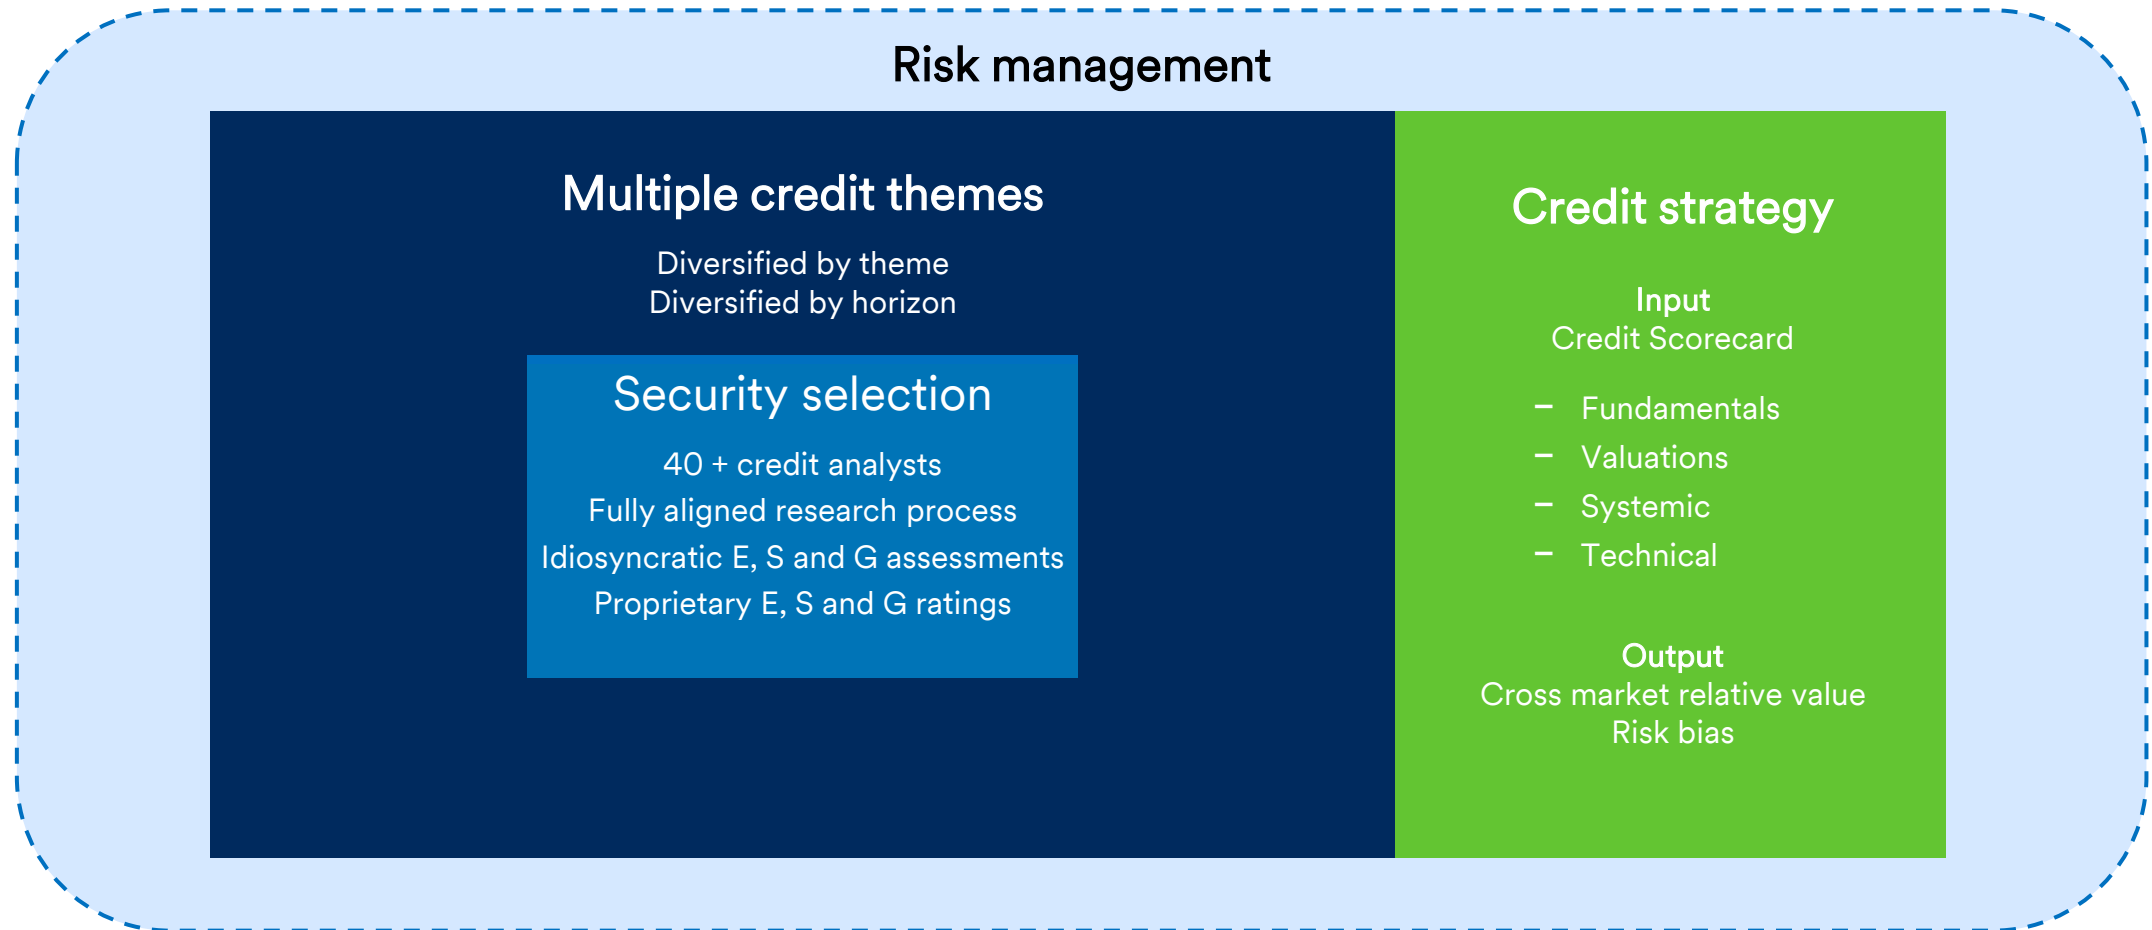 Risk management
Multiple credit themes
Diversified by theme
Diversified by horizon
Security selection
40 + credit analysts
Fully aligned research process
Idiosyncratic E, S and G assessments
Proprietary E, S and G ratings
Credit strategy
Input
Credit Scorecard
– Fundamentals
– Valuations
– Systemic
– Technical
Output
Cross market relative value
Risk bias